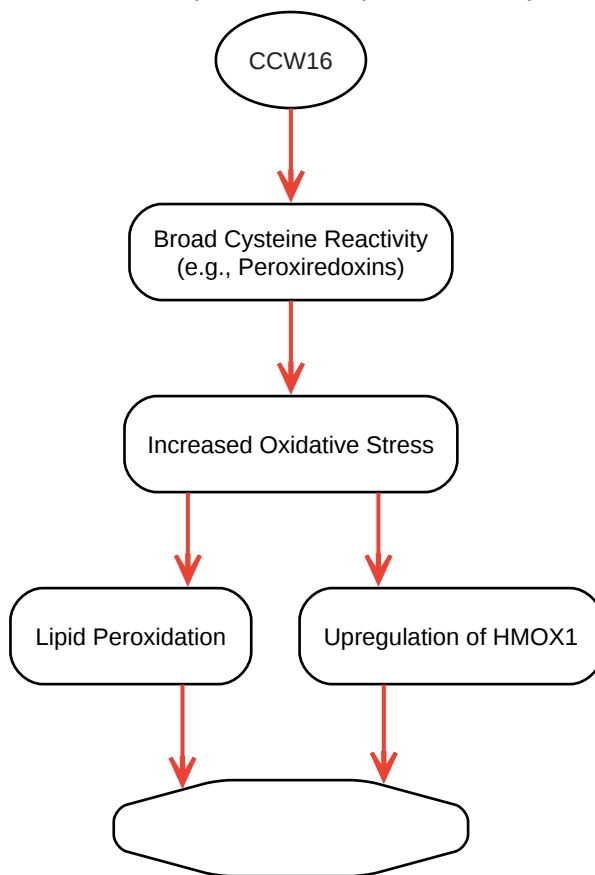 CCW16
Broad Cysteine Reactivity
(e.g., Peroxiredoxins)
Increased Oxidative Stress
Lipid Peroxidation
Upregulation of HMOX1